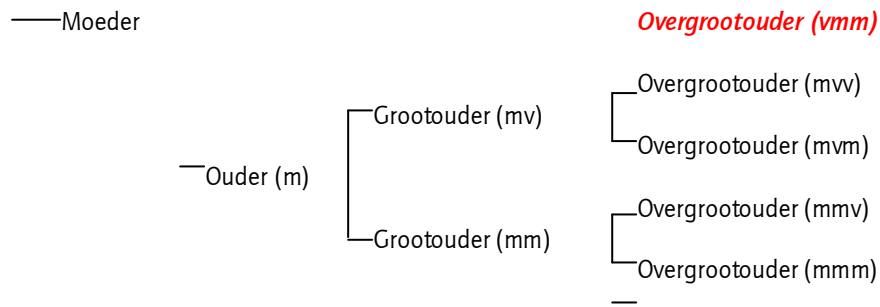 Moeder
Overgrootouder (vmm)
Overgrootouder (mvv)
Grootouder (mv)
Overgrootouder (mvm)
Ouder (m)
Overgrootouder (mmv)
Grootouder (mm)
Overgrootouder (mmm)